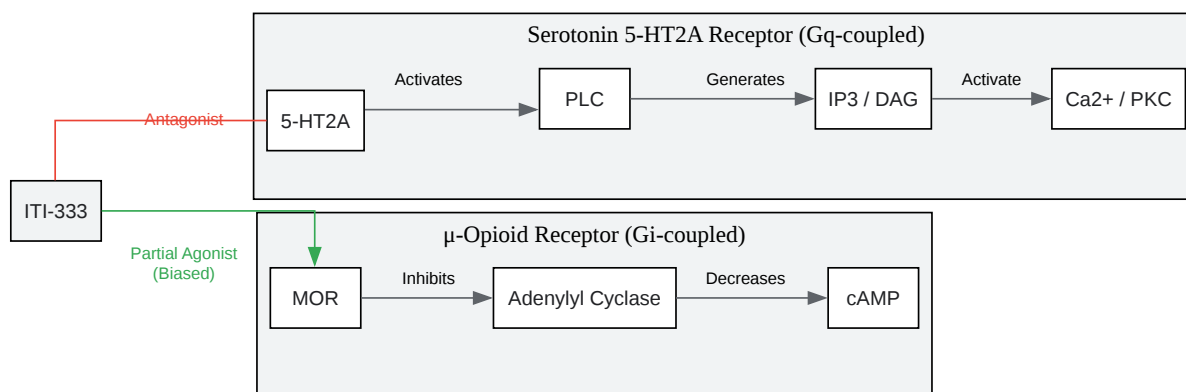 Serotonin 5-HT2A Receptor (Gq-coupled)
Activates
Generates
Activate
5-HT2A
PLC
IP3 / DAG
Ca2+ / PKC
Antagonist
ITI-333
Partial Agonist
(Biased)
μ-Opioid Receptor (Gi-coupled)
Inhibits
Decreases
MOR
Adenylyl Cyclase
cAMP